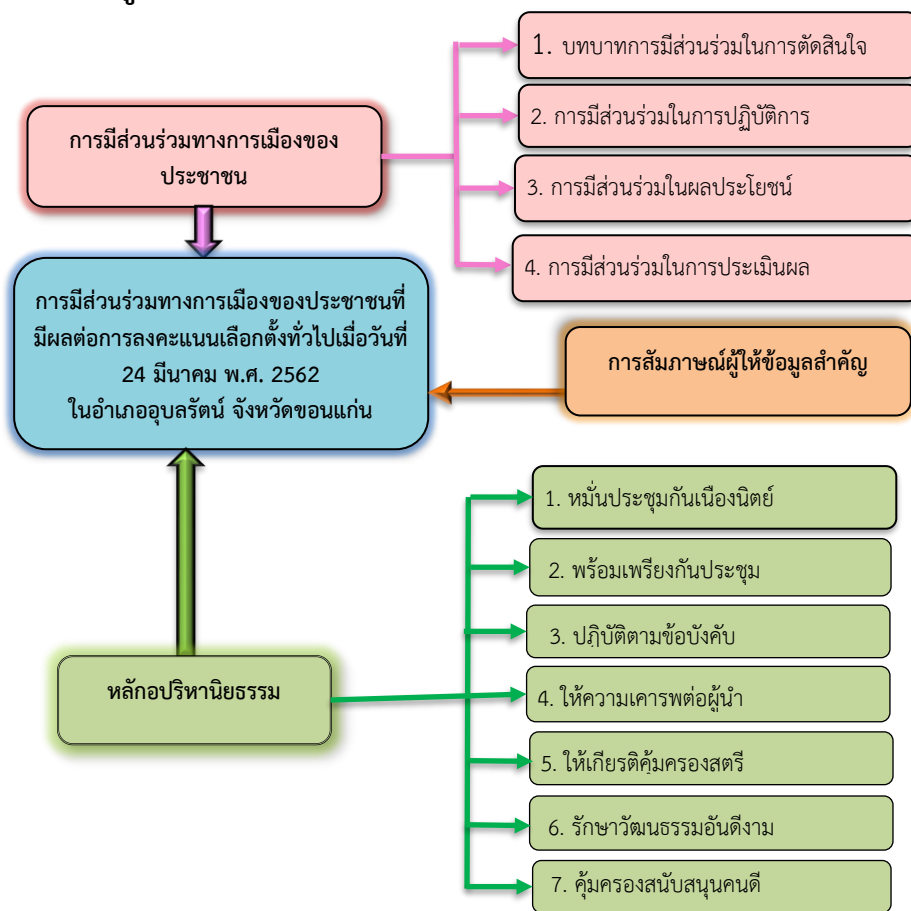 1. บทบาทการมีส่วนร่วมในการตัดสินใจ
2. การมีส่วนร่วมในการปฏิบัติการ
3. การมีส่วนร่วมในผลประโยชน์
4. การมีส่วนร่วมในการประเมินผล
การมีส่วนร่วมทางการเมืองของ
ประชาชน
การมีส่วนร่วมทางการเมืองของประชาชนที่
มีผลต่อการลงคะแนนเลือกตั้งทั่วไปเมื่อวันที่
24 มีนาคม พ.ศ. 2562
ในอำเภออุบลรัตน์ จังหวัดขอนแก่น
การสัมภาษณ์ผู้ให้ข้อมูลสำคัญ
หลักอปริหานิยธรรม
1. หมั่นประชุมกันเนืองนิตย์
2. พร้อมเพรียงกันประชุม
3. ปฏิบัติตามข้อบังคับ
4. ให้ความเคารพต่อผู้นำ
5. ให้เกียรติคุ้มครองสตรี
6. รักษาวัฒนธรรมอันดีงาม
7. คุ้มครองสนับสนุนคนดี